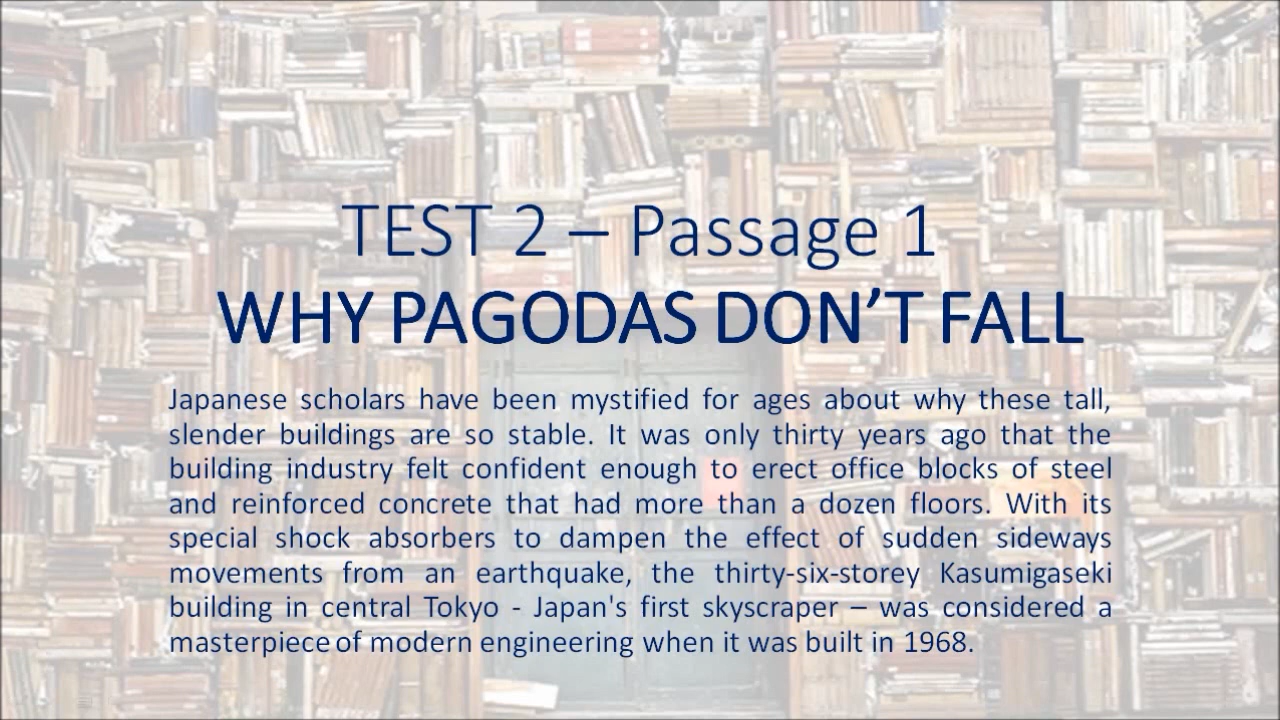 TEST 2 – Passage 1
WHY PAGODAS DON’T FALL
Japanese scholars have been mystified for ages about why these tall,
slender buildings are so stable. It was only thirty years ago that the
building industry felt confident enough to erect office blocks of steel
and reinforced concrete that had more than a dozen floors. With its
special shock absorbers to dampen the effect of sudden sideways
movements from an earthquake, the thirty-six-storey Kasumigaseki
building in central Tokyo - Japan's first skyscraper – was considered a
masterpiece of modern engineering when it was built in 1968.